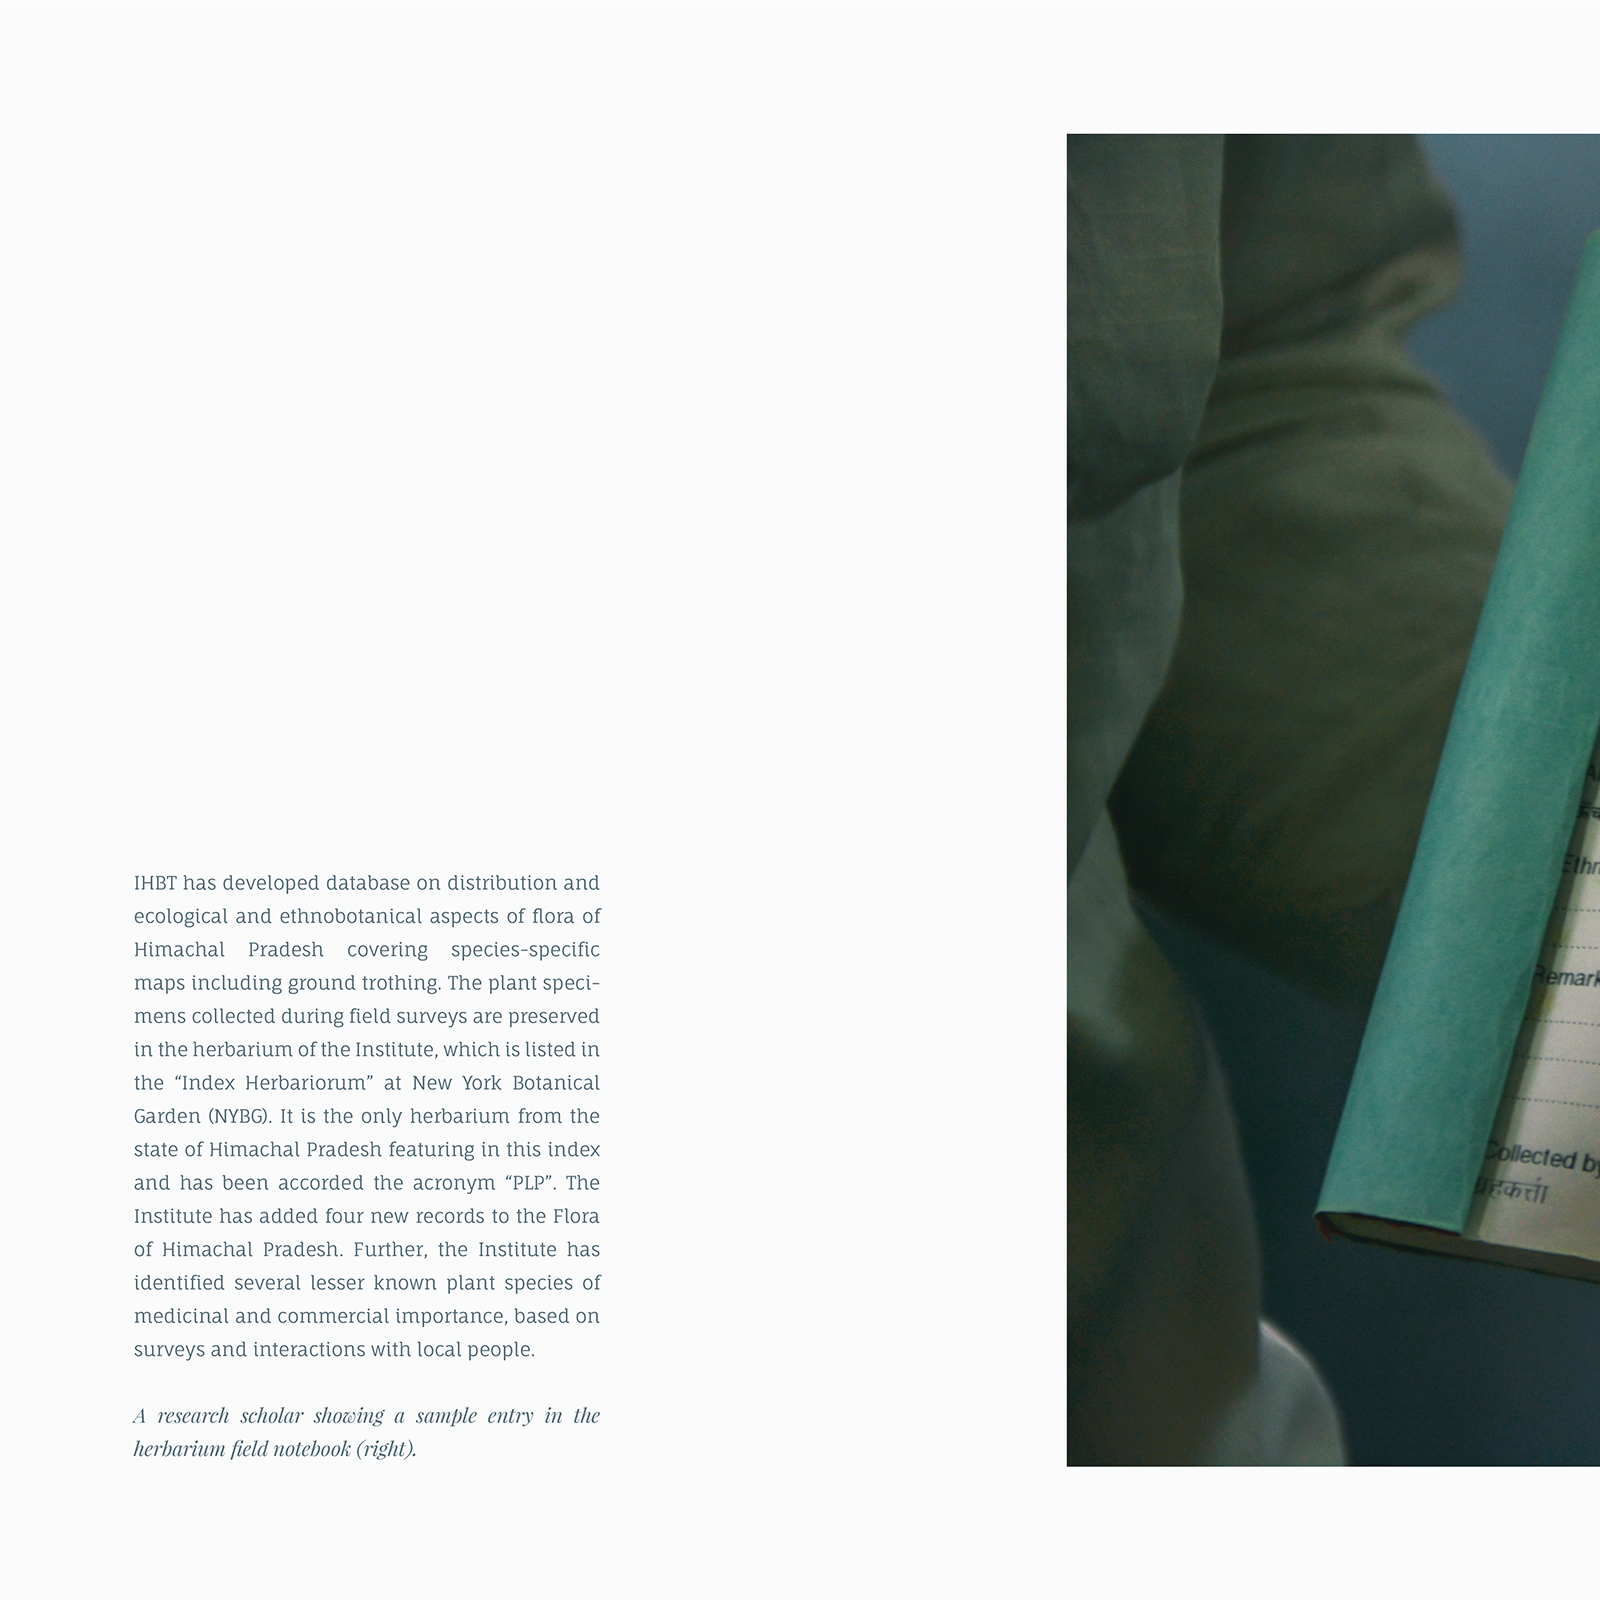 IHBT has developed database on distribution and
ecological and ethnobotanical aspects of flora of
Himachal Pradesh covering species-specific
maps including ground trothing. The plant speci-
mens collected during field surveys are preserved
in the herbarium of the Institute, which is listed in
the “Index Herbariorum” at New York Botanical
Garden (NYBG). It is the only herbarium from the
state of Himachal Pradesh featuring in this index
and has been accorded the acronym “PLP”. The
Institute has added four new records to the Flora
of Himachal Pradesh. Further, the Institute has
identified several lesser known plant species of
medicinal and commercial importance, based on
surveys and interactions with local people.
A research scholar showing a sample entry in the
herbarium field notebook (right).
Remark
Collected by